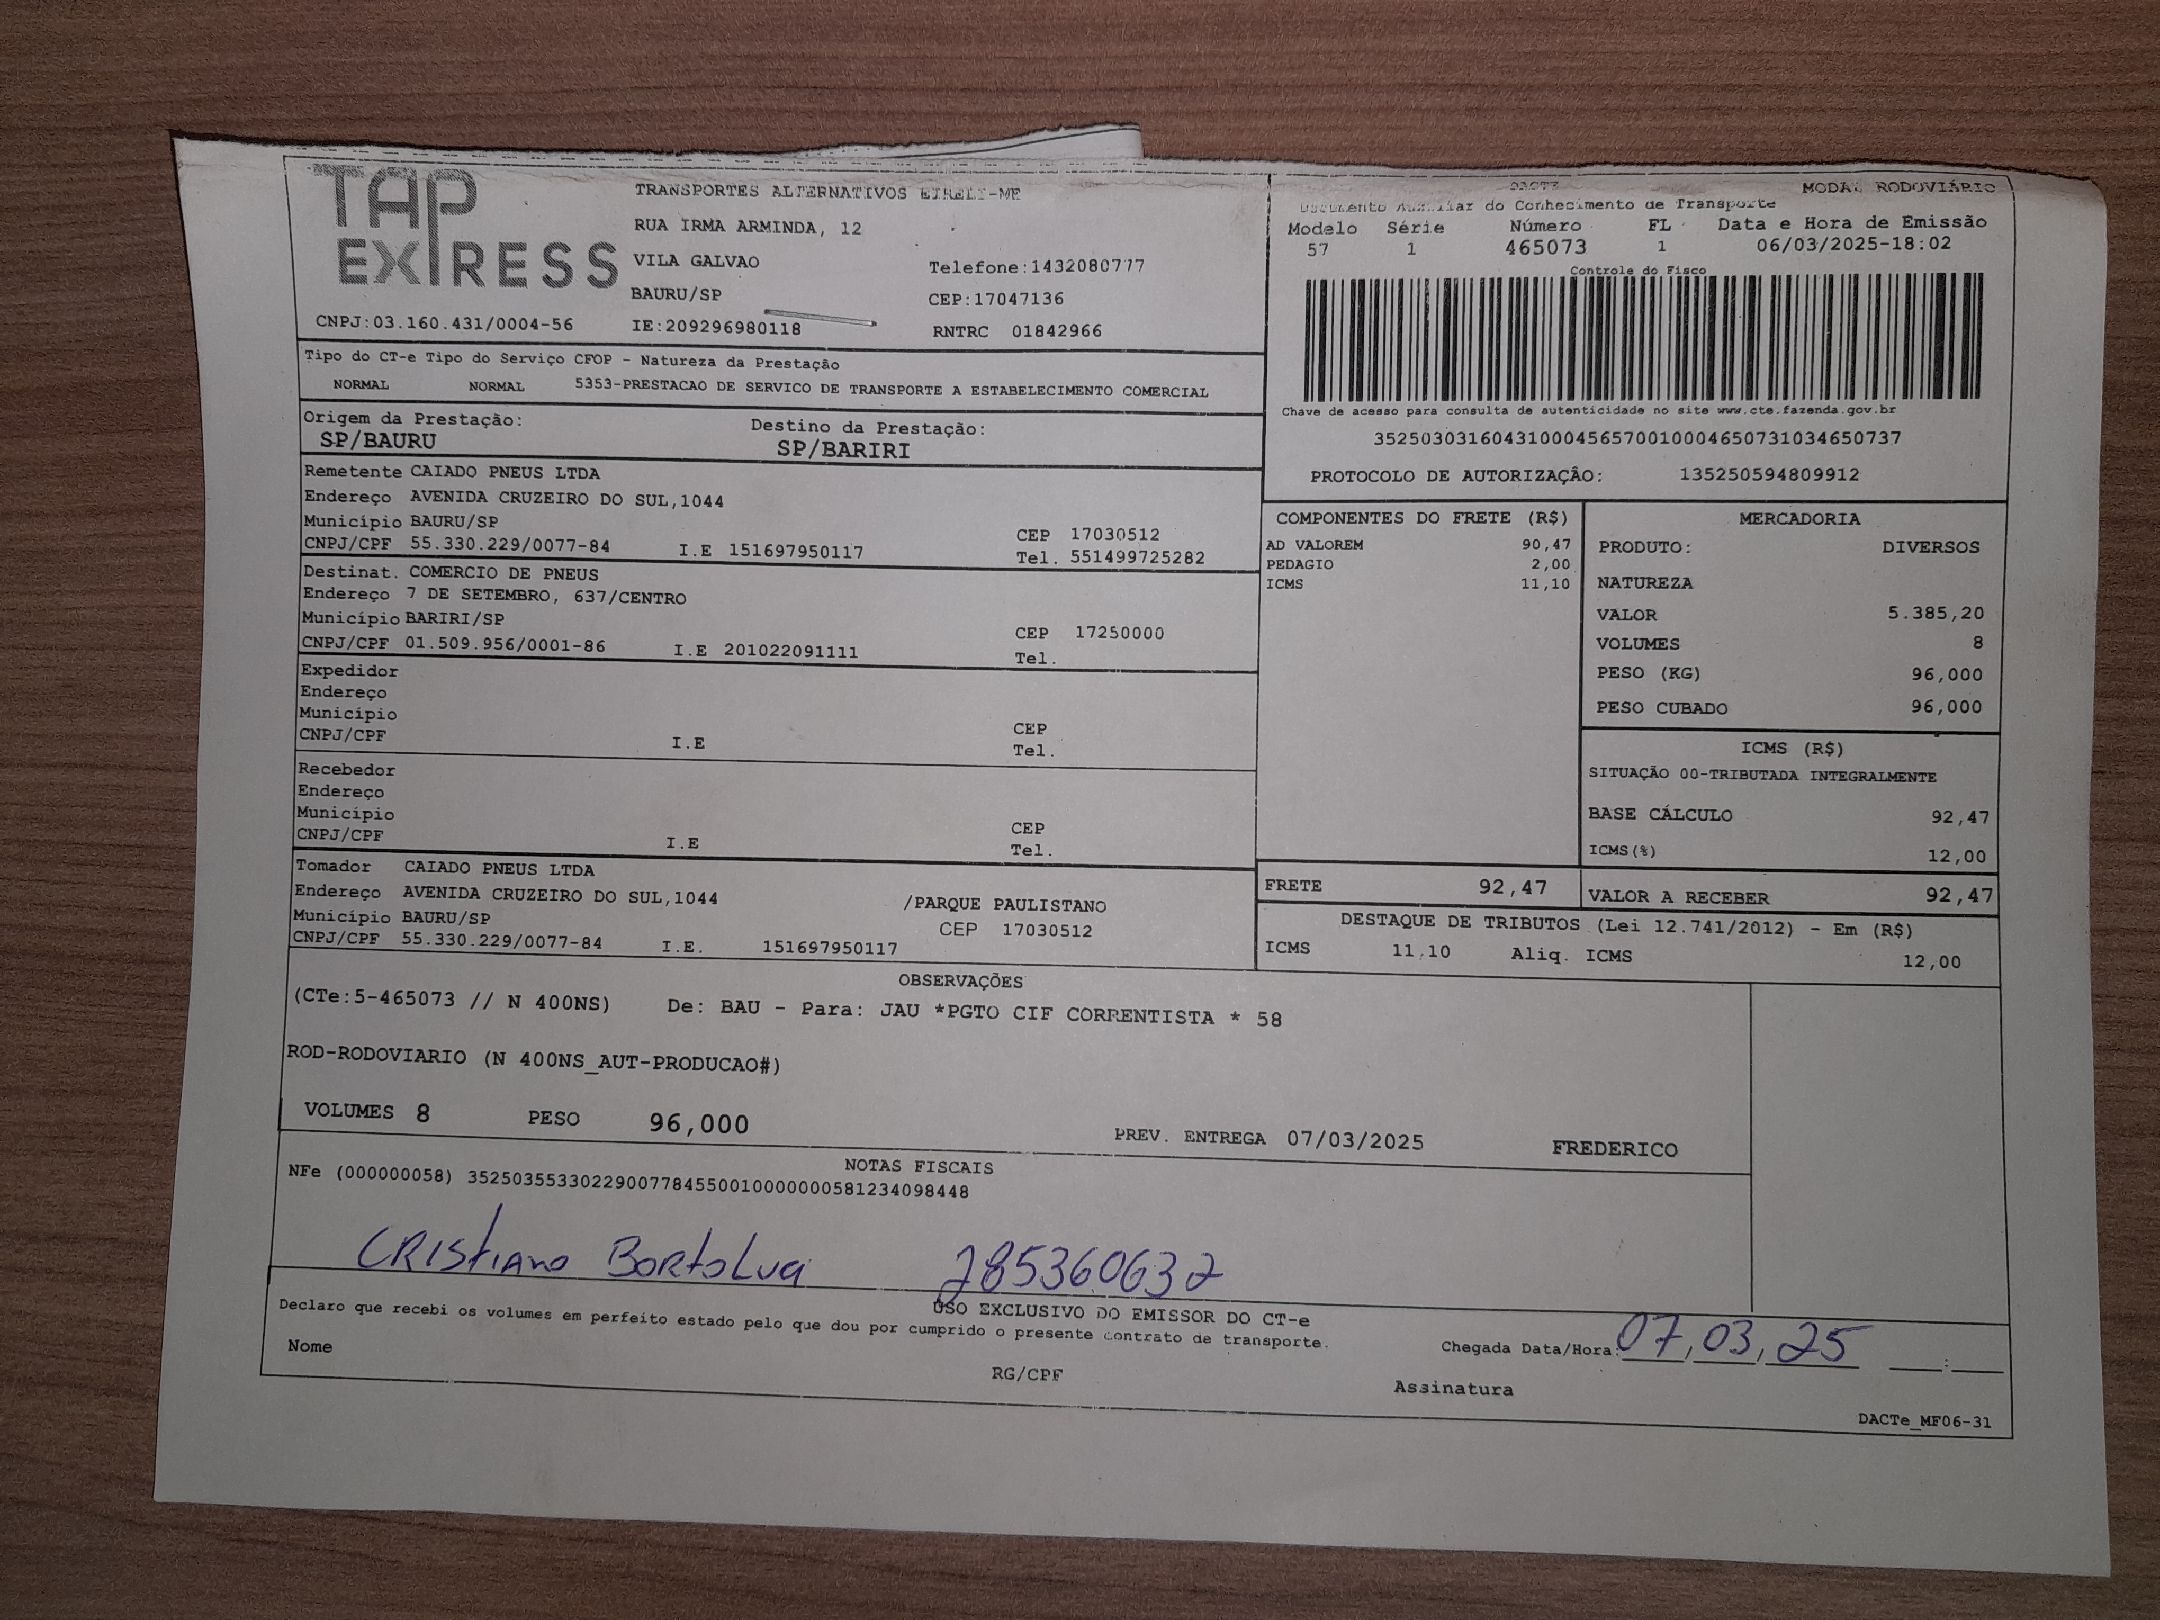 TAP
EXPRESS
TRANSPORTES ALTERNATIVOS EIRELI-ME
RUA IRMA ARMINDA, 12
VILA GALVAO Telefone:1432080777
BAURU/SP CEP:17047136
CNPJ:03.160.431/0004-56 IE:209296980118 RNTRC 01842966
DACTE MODAL RODOVIÁRIO
Documento Auxiliar do Conhecimento de Transporte
Modelo Série Número FL Data e Hora de Emissão
57 1 465073 1 06/03/2025-18:02
Controle do Fisco
Chave de acesso para consulta de autenticidade no site www.cte.fazenda.gov.br
35250303160431000456570010004650731034650737
PROTOCOLO DE AUTORIZAÇÂO: 135250594809912
Tipo do CT-e Tipo do Serviço CFOP - Natureza da Prestação
NORMAL NORMAL 5353-PRESTACAO DE SERVICO DE TRANSPORTE A ESTABELECIMENTO COMERCIAL
Origem da Prestação: Destino da Prestação:
SP/BAURU SP/BARIRI
Remetente CAIADO PNEUS LTDA
Endereço AVENIDA CRUZEIRO DO SUL,1044
Município BAURU/SP CEP 17030512
CNPJ/CPF 55.330.229/0077-84 I.E 151697950117 Tel. 551499725282
Destinat. COMERCIO DE PNEUS
Endereço 7 DE SETEMBRO, 637/CENTRO
Município BARIRI/SP CEP 17250000
CNPJ/CPF 01.509.956/0001-86 I.E 201022091111 Tel.
Expedidor
Endereço
Município CEP
CNPJ/CPF I.E Tel.
Recebedor
Endereço
Município CEP
CNPJ/CPF I.E Tel.
Tomador CAIADO PNEUS LTDA
Endereço AVENIDA CRUZEIRO DO SUL,1044 /PARQUE PAULISTANO
Município BAURU/SP CEP 17030512
CNPJ/CPF 55.330.229/0077-84 I.E. 151697950117
COMPONENTES DO FRETE (R$)
AD VALOREM 90,47
PEDAGIO 2,00
ICMS 11,10
MERCADORIA
PRODUTO: DIVERSOS
NATUREZA
VALOR 5.385,20
VOLUMES 8
PESO (KG) 96,000
PESO CUBADO 96,000
ICMS (R$)
SITUAÇÃO 00-TRIBUTADA INTEGRALMENTE
BASE CÁLCULO 92,47
ICMS(%) 12,00
FRETE 92,47 VALOR A RECEBER 92,47
DESTAQUE DE TRIBUTOS (Lei 12.741/2012) - Em (R$)
ICMS 11,10 Aliq. ICMS 12,00
OBSERVAÇÕES
(CTe:5-465073 // N 400NS) De: BAU - Para: JAU *PGTO CIF CORRENTISTA * 58
ROD-RODOVIARIO (N 400NS_AUT-PRODUCAO#)
VOLUMES 8 PESO 96,000 PREV. ENTREGA 07/03/2025 FREDERICO
NOTAS FISCAIS
NFe (000000058) 35250355330229007784550010000000581234098448
CRIStiano BORtoLuci 285360632
USO EXCLUSIVO DO EMISSOR DO CT-e
Declaro que recebi os volumes em perfeito estado pelo que dou por cumprido o presente contrato de transporte.
Chegada Data/Hora: 07,03,25 :
Nome RG/CPF Assinatura
DACTe_MF06-31